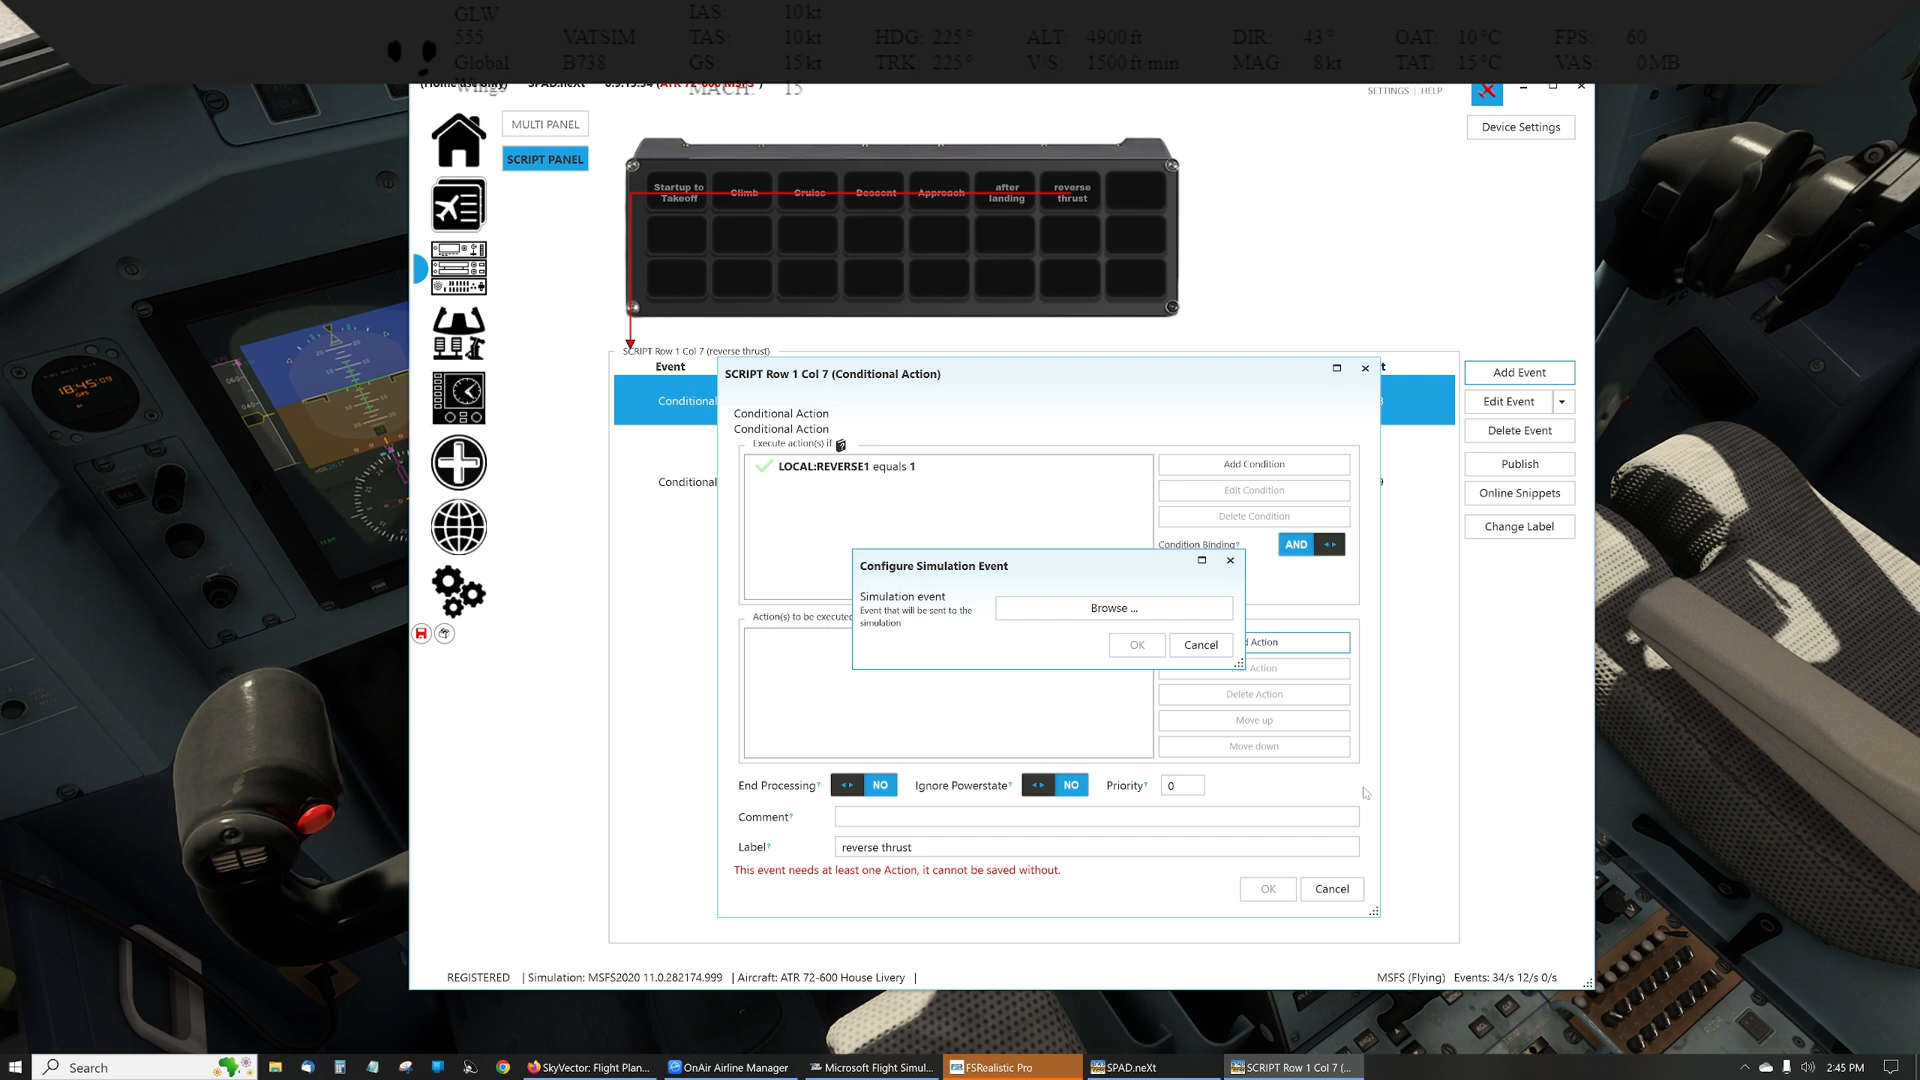 GLW IAS: 10 kt
555 VATSIM TAS: 10 kt HDG: 225° ALT: 4900 ft DIR: 43° OAT: 10 °C FPS: 60
Global B738 GS: 15 kt TRK: 225° V/S: 1500 ft/min MAG: 8 kt TAT: 15 °C VAS: 0 MB
Wings MACH: 15
SPAD.neXt
SETTINGS | HELP
MULTI PANEL
SCRIPT PANEL
Device Settings
Startup to Takeoff
Climb
Cruise
Descent
Approach
after landing
reverse thrust
SCRIPT Row 1 Col 7 (reverse thrust)
Event
Conditional
Conditional
SCRIPT Row 1 Col 7 (Conditional Action)
Conditional Action
Conditional Action
Execute action(s) if
LOCAL:REVERSE1 equals 1
Add Condition
Edit Condition
Delete Condition
Condition Binding?
AND
Configure Simulation Event
Simulation event
Event that will be sent to the
simulation
Browse ...
OK Cancel
Action(s) to be executed
d Action
Action
Delete Action
Move up
Move down
End Processing? NO Ignore Powerstate? NO Priority? 0
Comment?
Label? reverse thrust
This event needs at least one Action, it cannot be saved without.
OK Cancel
Add Event
Edit Event
Delete Event
Publish
Online Snippets
Change Label
18:45:09
GPS
SEL
REGISTERED | Simulation: MSFS2020 11.0.282174.999 | Aircraft: ATR 72-600 House Livery |
MSFS (Flying) Events: 34/s 12/s 0/s
Search
SkyVector: Flight Plan...
OnAir Airline Manager
Microsoft Flight Simul...
FSRealistic Pro
SPAD.neXt
SCRIPT Row 1 Col 7 (...
2:45 PM